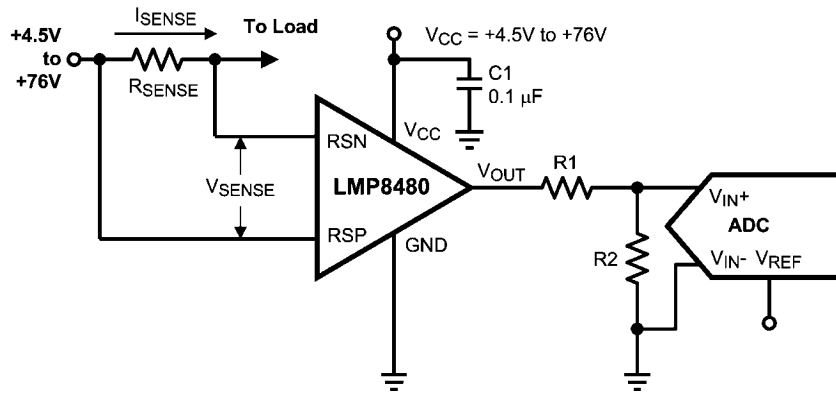 +4.5V
to
+76V
ISENSE
RSENSE
To Load
VCC = +4.5V to +76V
C1
0.1 µF
RSN
VCC
VSENSE
LMP8480
VOUT
R1
RSP
GND
R2
VIN+
ADC
VIN- VREF